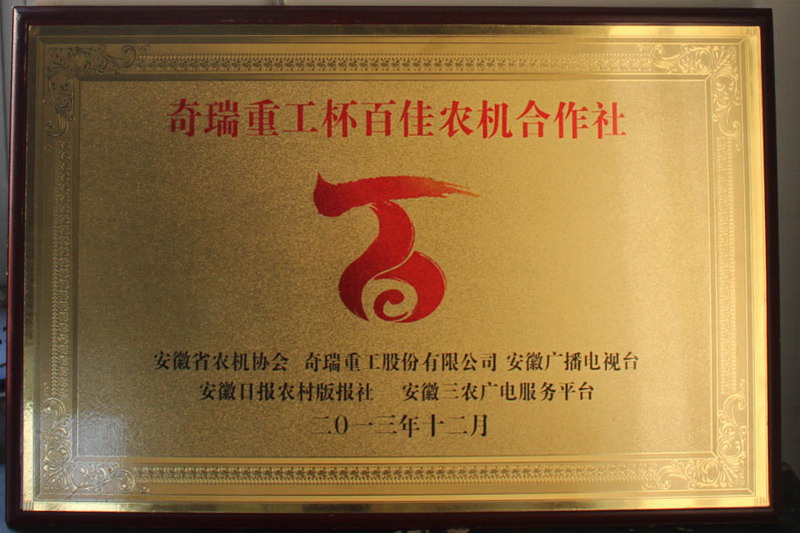 奇瑞重工杯百佳农机合作社
安徽省农机协会 奇瑞重工股份有限公司 安徽广播电视台
安徽日报农村版报社 安徽三农广电服务平台
二〇一三年十二月